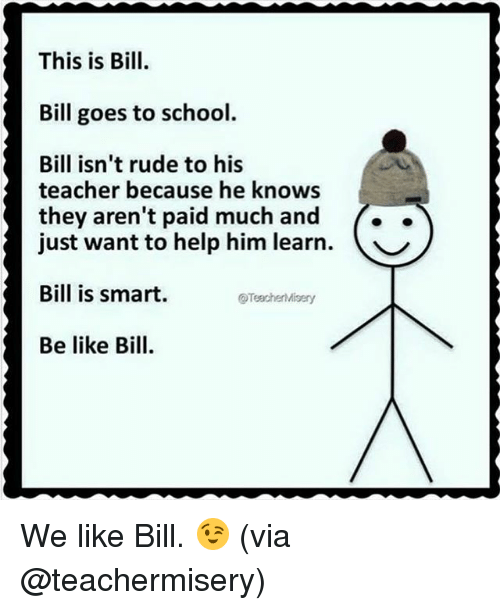 This is Bill.
Bill goes to school.
Bill isn't rude to his
teacher because he knows
they aren't paid much and
just want to help him learn.
Bill is smart.
@TeacherMisery
Be like Bill.
We like Bill. 😉 (via
@teachermisery)